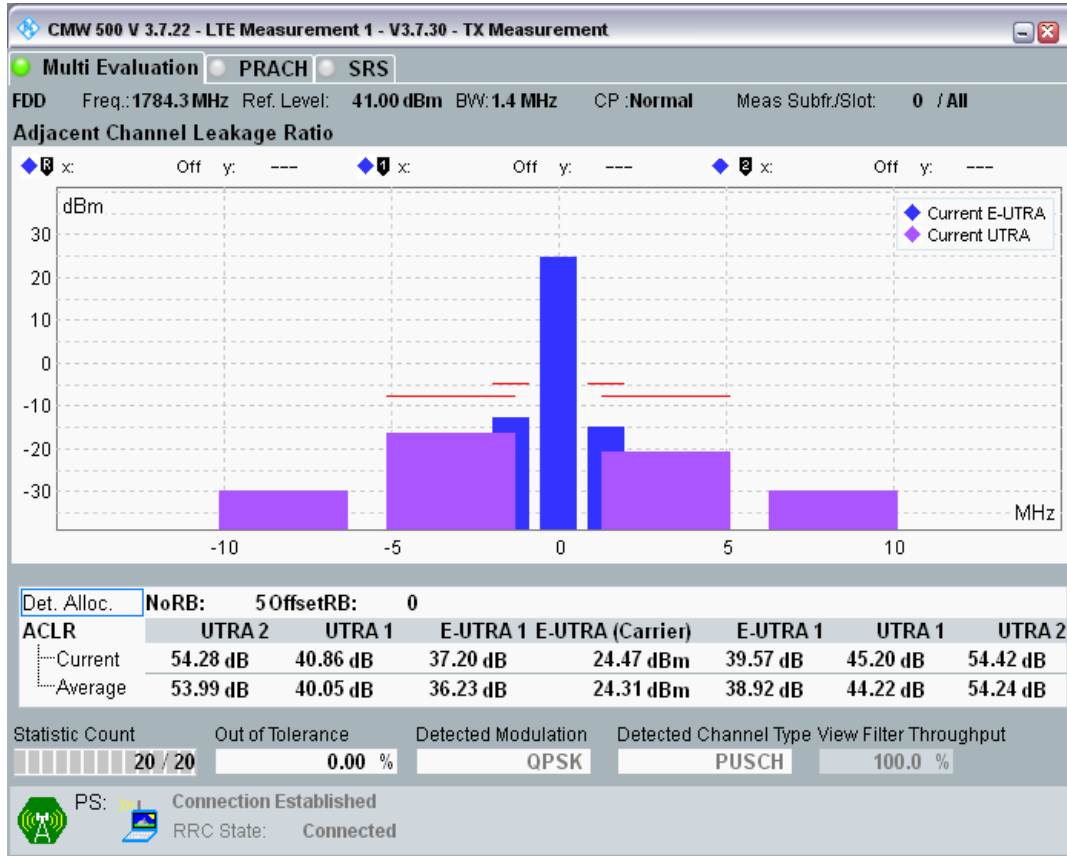 CMW 500 V 3.7.22 - LTE Measurement 1 - V3.7.30 - TX Measurement
Multi Evaluation PRACH SRS
FDD Freq.: 1784.3 MHz Ref. Level: 41.00 dBm BW: 1.4 MHz CP :Normal Meas Subfr./Slot: 0 / All
Adjacent Channel Leakage Ratio
R x: Off y: --- 1 x: Off y: --- 2 x: Off y: ---
dBm
Current E-UTRA
Current UTRA
30
20
10
0
-10
-20
-30
MHz
-10 -5 0 5 10
Det. Alloc. NoRB: 5 OffsetRB: 0
ACLR UTRA 2 UTRA 1 E-UTRA 1 E-UTRA (Carrier) E-UTRA 1 UTRA 1 UTRA 2
Current 54.28 dB 40.86 dB 37.20 dB 24.47 dBm 39.57 dB 45.20 dB 54.42 dB
Average 53.99 dB 40.05 dB 36.23 dB 24.31 dBm 38.92 dB 44.22 dB 54.24 dB
Statistic Count Out of Tolerance Detected Modulation Detected Channel Type View Filter Throughput
20 / 20 0.00 % QPSK PUSCH 100.0 %
PS: Connection Established
RRC State: Connected